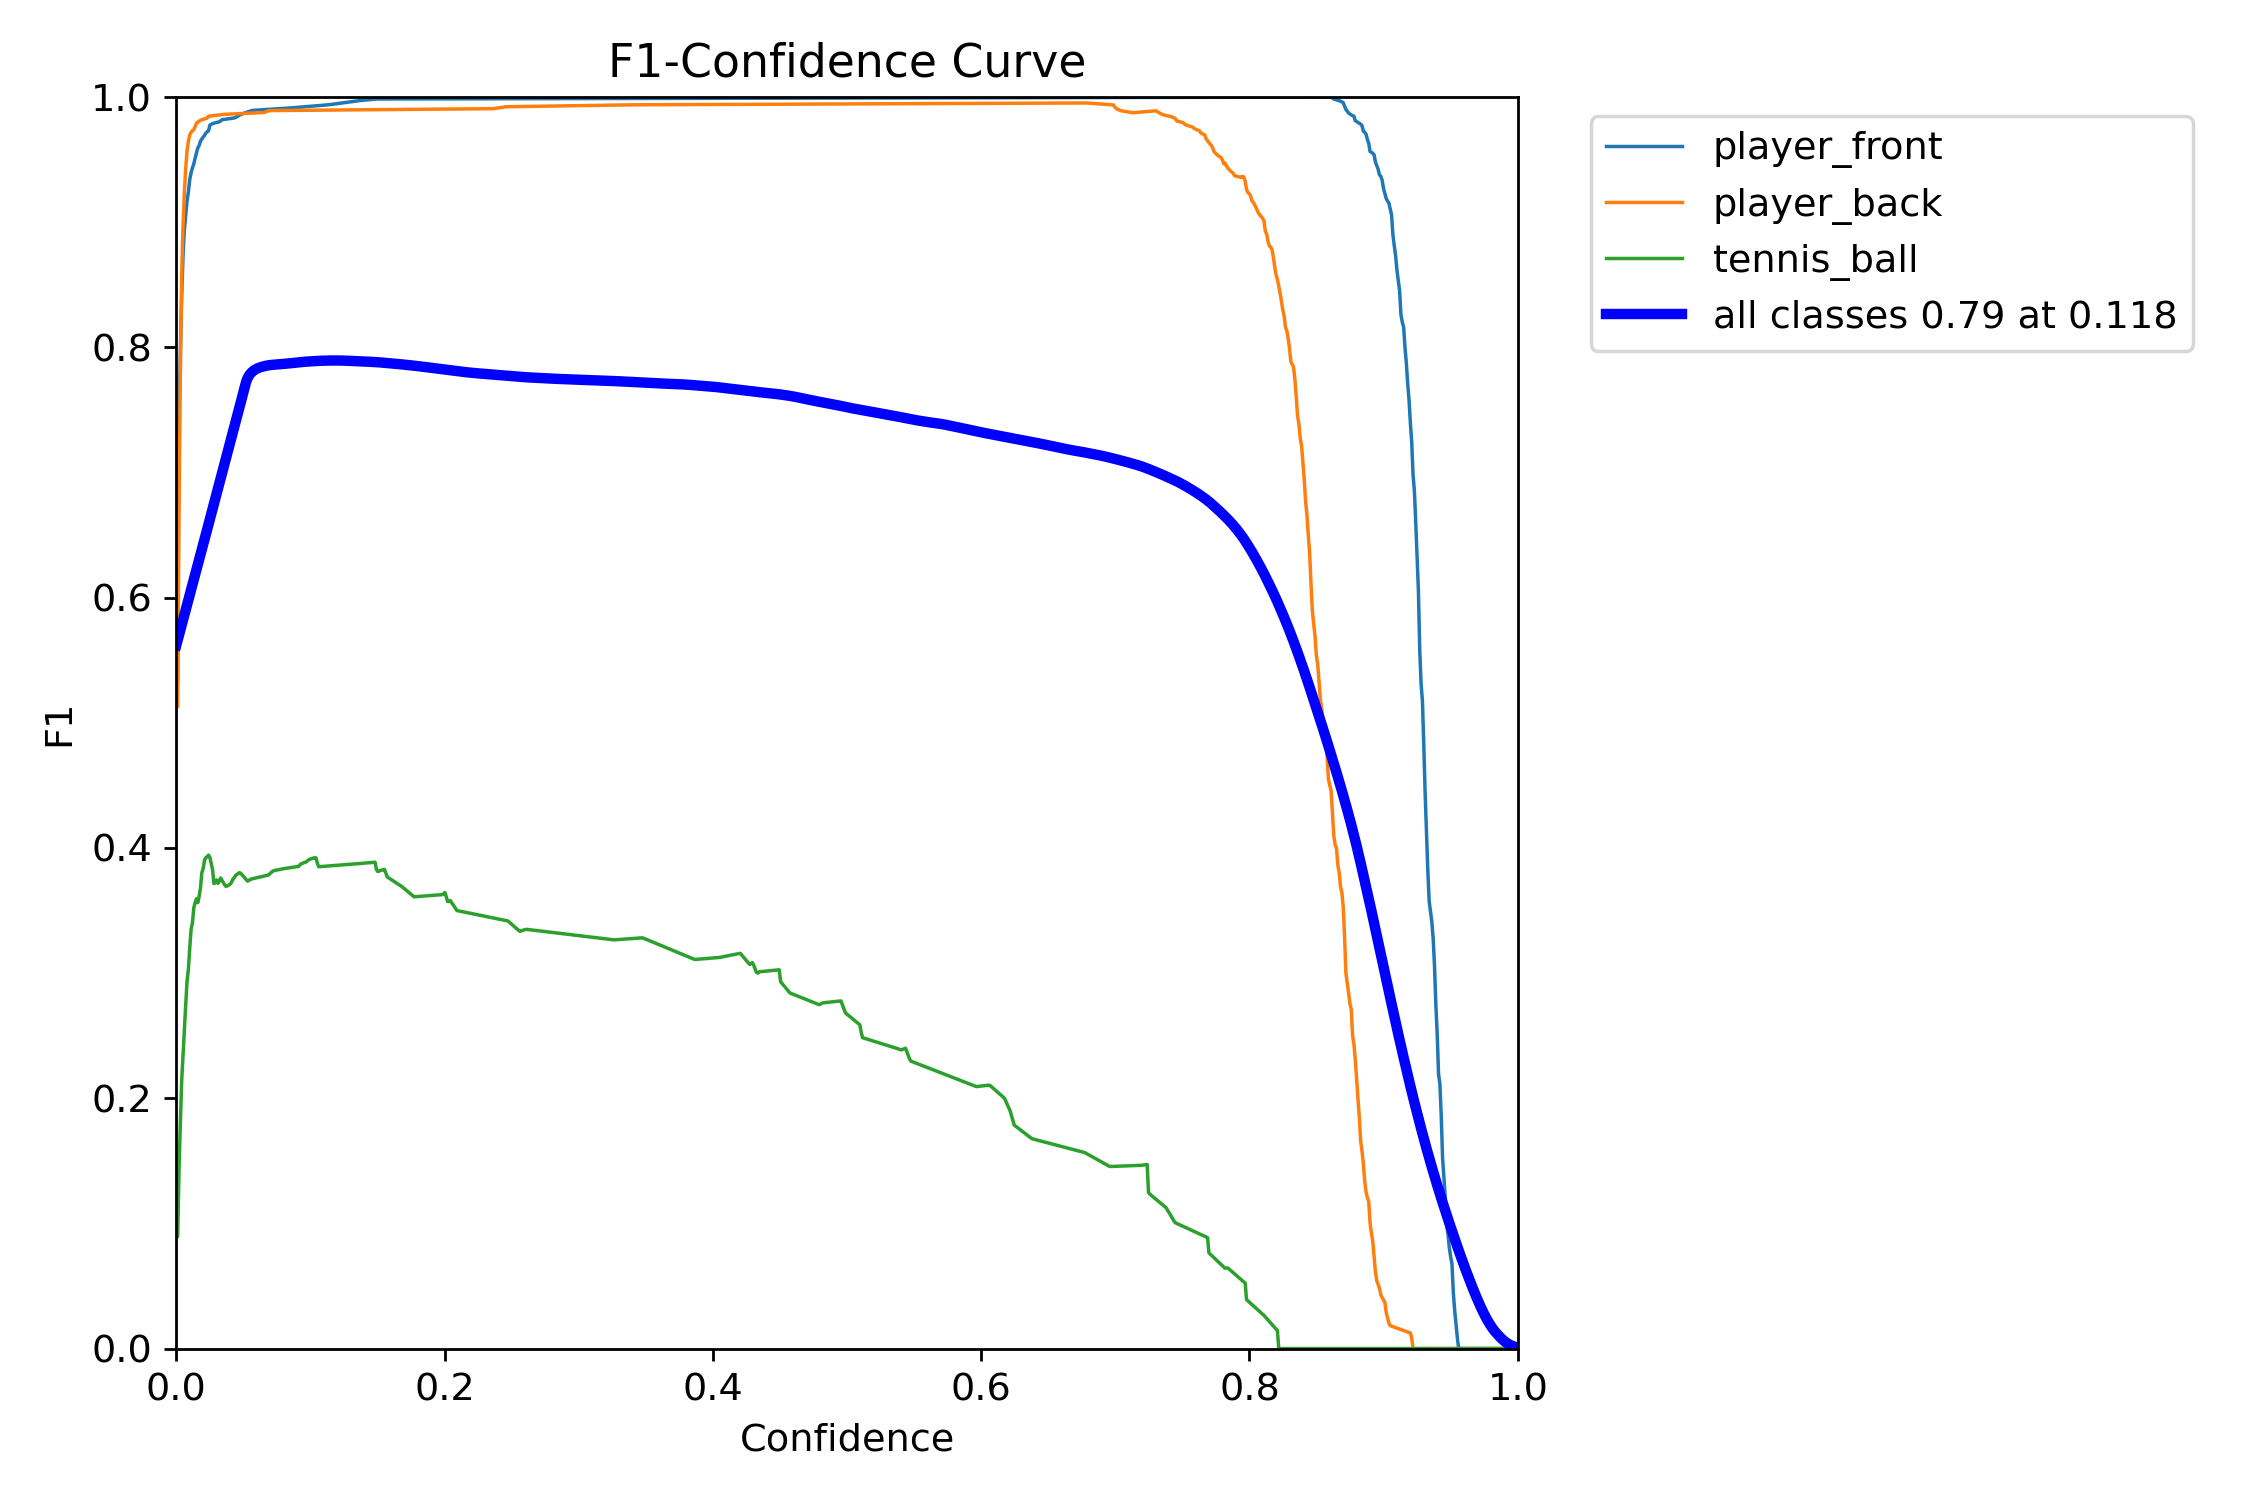 F1-Confidence Curve
1.0
0.8
0.6
0.4
0.2
0.0
F1
0.0 0.2 0.4 0.6 0.8 1.0
Confidence
player_front
player_back
tennis_ball
all classes 0.79 at 0.118